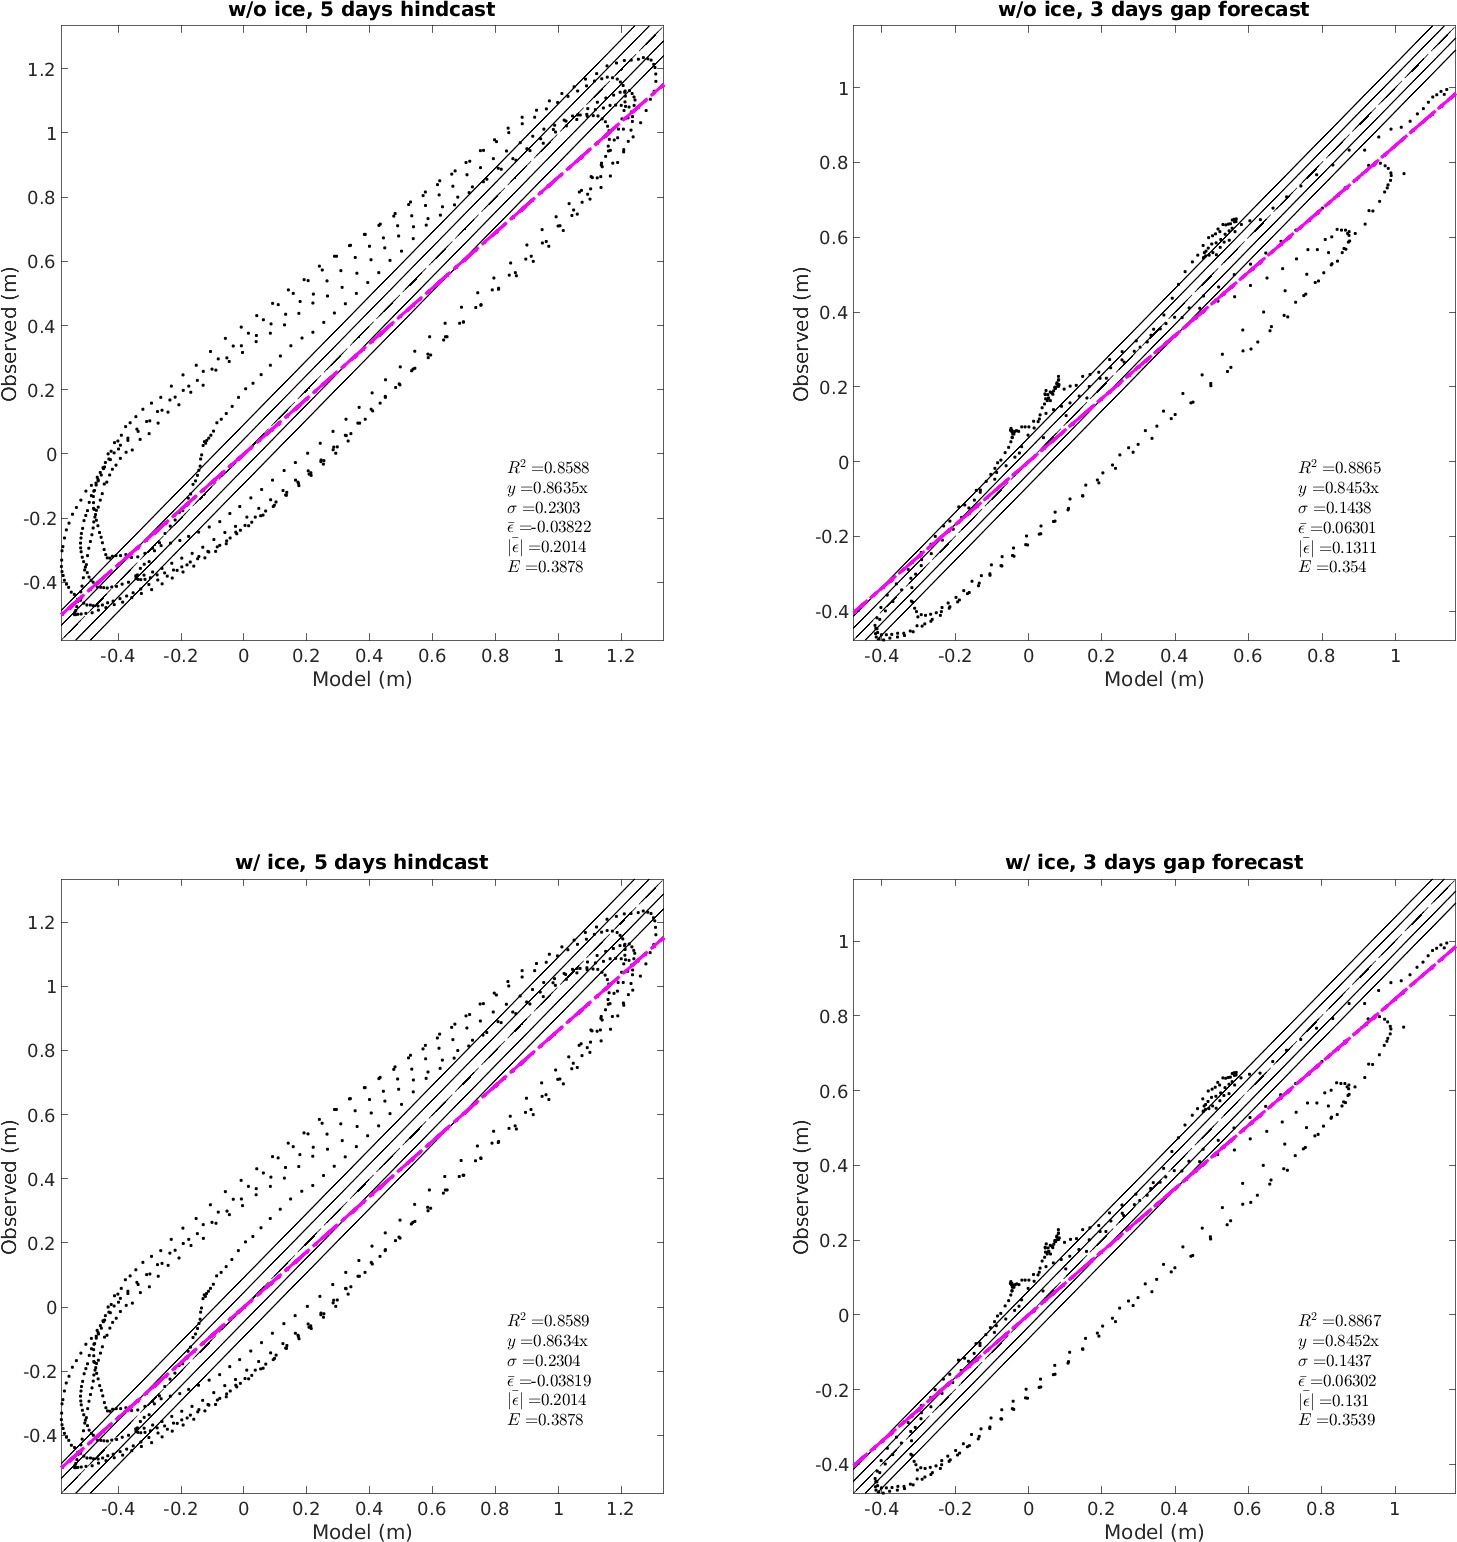 w/o ice, 5 days hindcast
1.2
1
0.8
0.6
0.4
0.2
0
-0.2
-0.4
Observed (m)
R² =0.8588
y =0.8635x
σ =0.2303
ε̄ =-0.03822
|ε̄| =0.2014
E =0.3878
-0.4 -0.2 0 0.2 0.4 0.6 0.8 1 1.2
Model (m)
w/o ice, 3 days gap forecast
1
0.8
0.6
0.4
0.2
0
-0.2
-0.4
Observed (m)
R² =0.8865
y =0.8453x
σ =0.1438
ε̄ =0.06301
|ε̄| =0.1311
E =0.354
-0.4 -0.2 0 0.2 0.4 0.6 0.8 1
Model (m)
w/ ice, 5 days hindcast
1.2
1
0.8
0.6
0.4
0.2
0
-0.2
-0.4
Observed (m)
R² =0.8589
y =0.8634x
σ =0.2304
ε̄ =-0.03819
|ε̄| =0.2014
E =0.3878
-0.4 -0.2 0 0.2 0.4 0.6 0.8 1 1.2
Model (m)
w/ ice, 3 days gap forecast
1
0.8
0.6
0.4
0.2
0
-0.2
-0.4
Observed (m)
R² =0.8867
y =0.8452x
σ =0.1437
ε̄ =0.06302
|ε̄| =0.131
E =0.3539
-0.4 -0.2 0 0.2 0.4 0.6 0.8 1
Model (m)